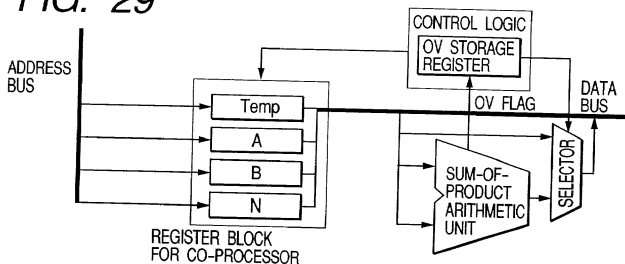 FIG. 29
CONTROL LOGIC
OV STORAGE
REGISTER
ADDRESS
BUS
OV FLAG
DATA
BUS
Temp
A
B
N
SUM-OF-
PRODUCT
ARITHMETIC
UNIT
SELECTOR
REGISTER BLOCK
FOR CO-PROCESSOR